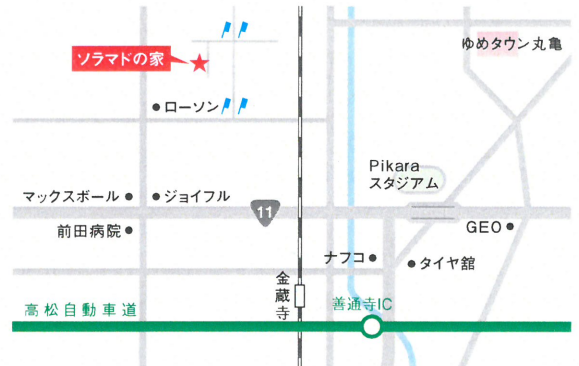 ゆめタウン丸亀
ソラマドの家
ローソン
Pikara
スタジアム
マックスボール
ジョイフル
11
前田病院
GEO
ナフコ
タイヤ館
金蔵寺
善通寺IC
高松自動車道